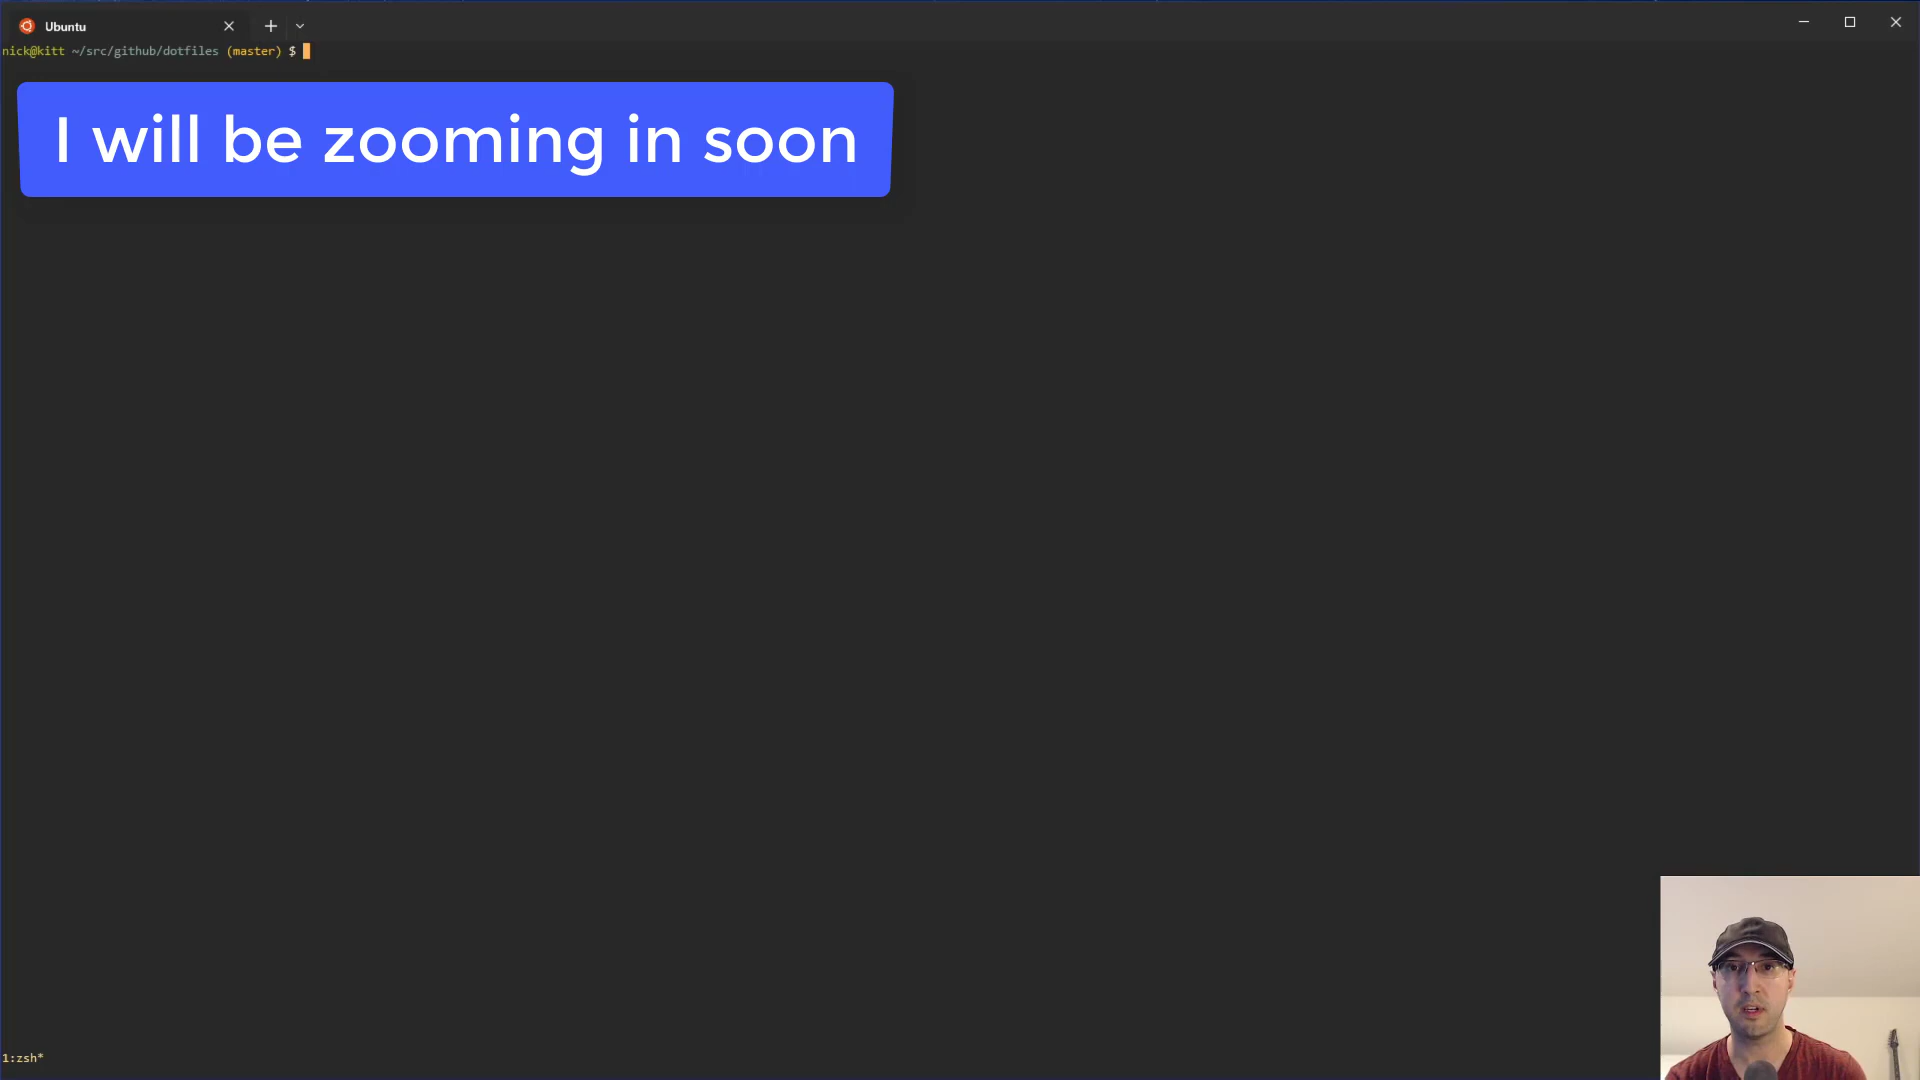 Ubuntu
nick@kitt ~/src/github/dotfiles (master) $
I will be zooming in soon
1:zsh*